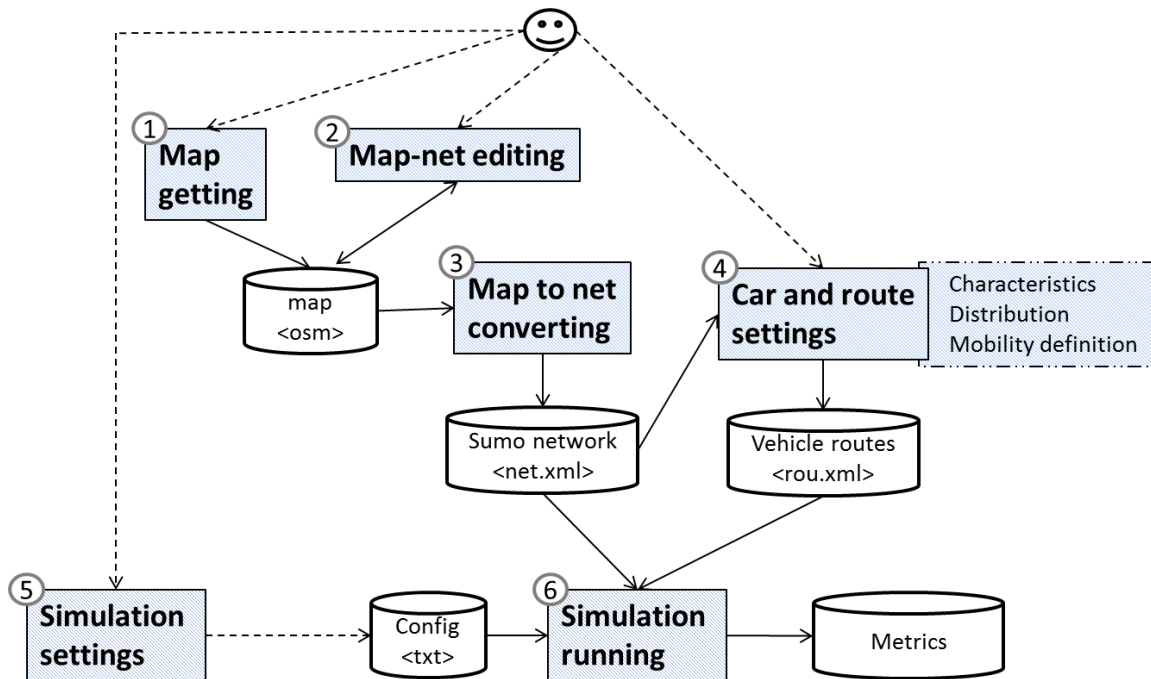 1
Map
getting
2
Map-net editing
map
<osm>
3
Map to net
converting
4
Car and route
settings
Characteristics
Distribution
Mobility definition
Sumo network
<net.xml>
Vehicle routes
<rou.xml>
5
Simulation
settings
Config
<txt>
6
Simulation
running
Metrics